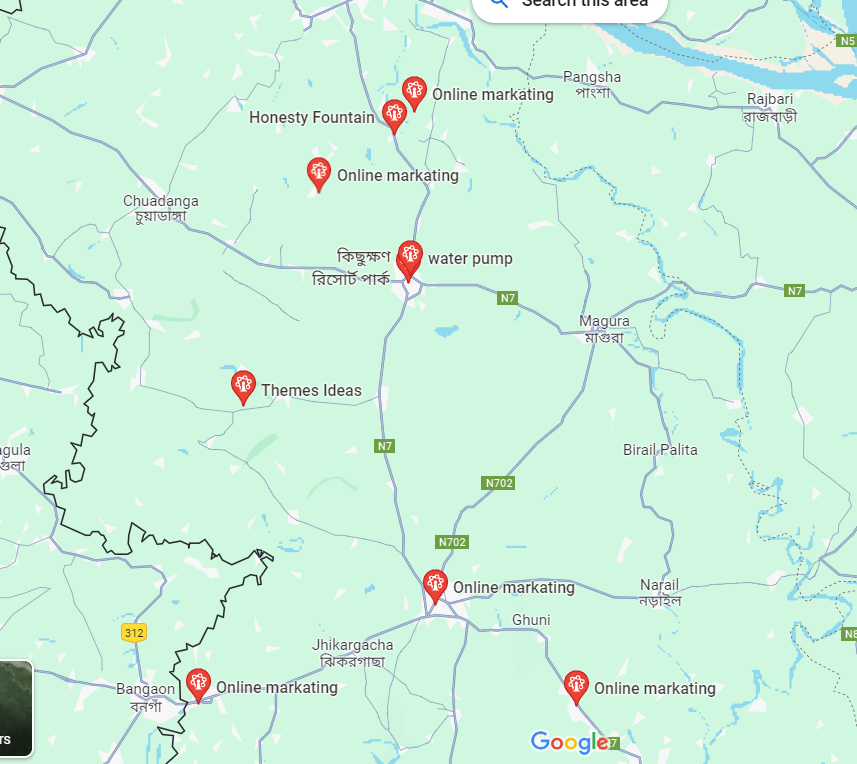 Search this area
N5
Pangsha
পাংশা
Online markating
Rajbari
রাজবাড়ী
Honesty Fountain
Online markating
Chuadanga
চুয়াডাঙ্গা
কিছুক্ষণ
রিসোর্ট পার্ক
water pump
N7
N7
Magura
মাগুরা
Themes Ideas
N7
Birail Palita
agula
গুলা
N702
N702
Online markating
Narail
নড়াইল
Ghuni
312
N8
Jhikargacha
ঝিকরগাছা
Bangaon
বনগাঁ
Online markating
Online markating
rs
Google
7